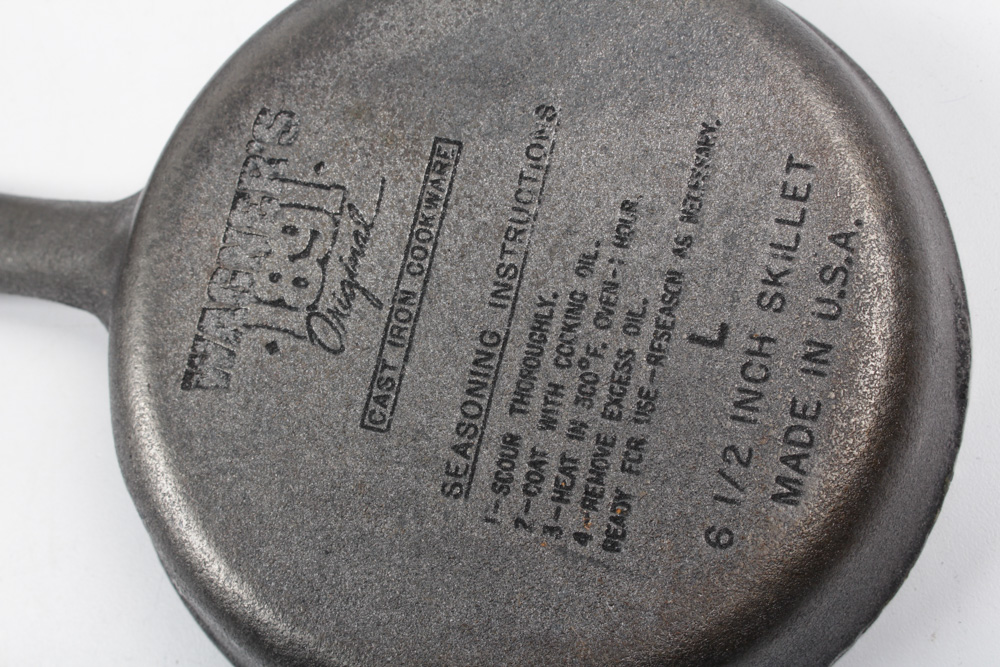 WAGNER'S
·1891·
Original
CAST IRON COOKWARE
SEASONING INSTRUCTIONS
1-SCOUR THOROUGHLY.
2-COAT WITH COOKING OIL.
3-HEAT IN 300°F. OVEN-1 HOUR.
4-REMOVE EXCESS OIL.
READY FOR USE-RESEASON AS NECESSARY.
L
6 1/2 INCH SKILLET
MADE IN U.S.A.